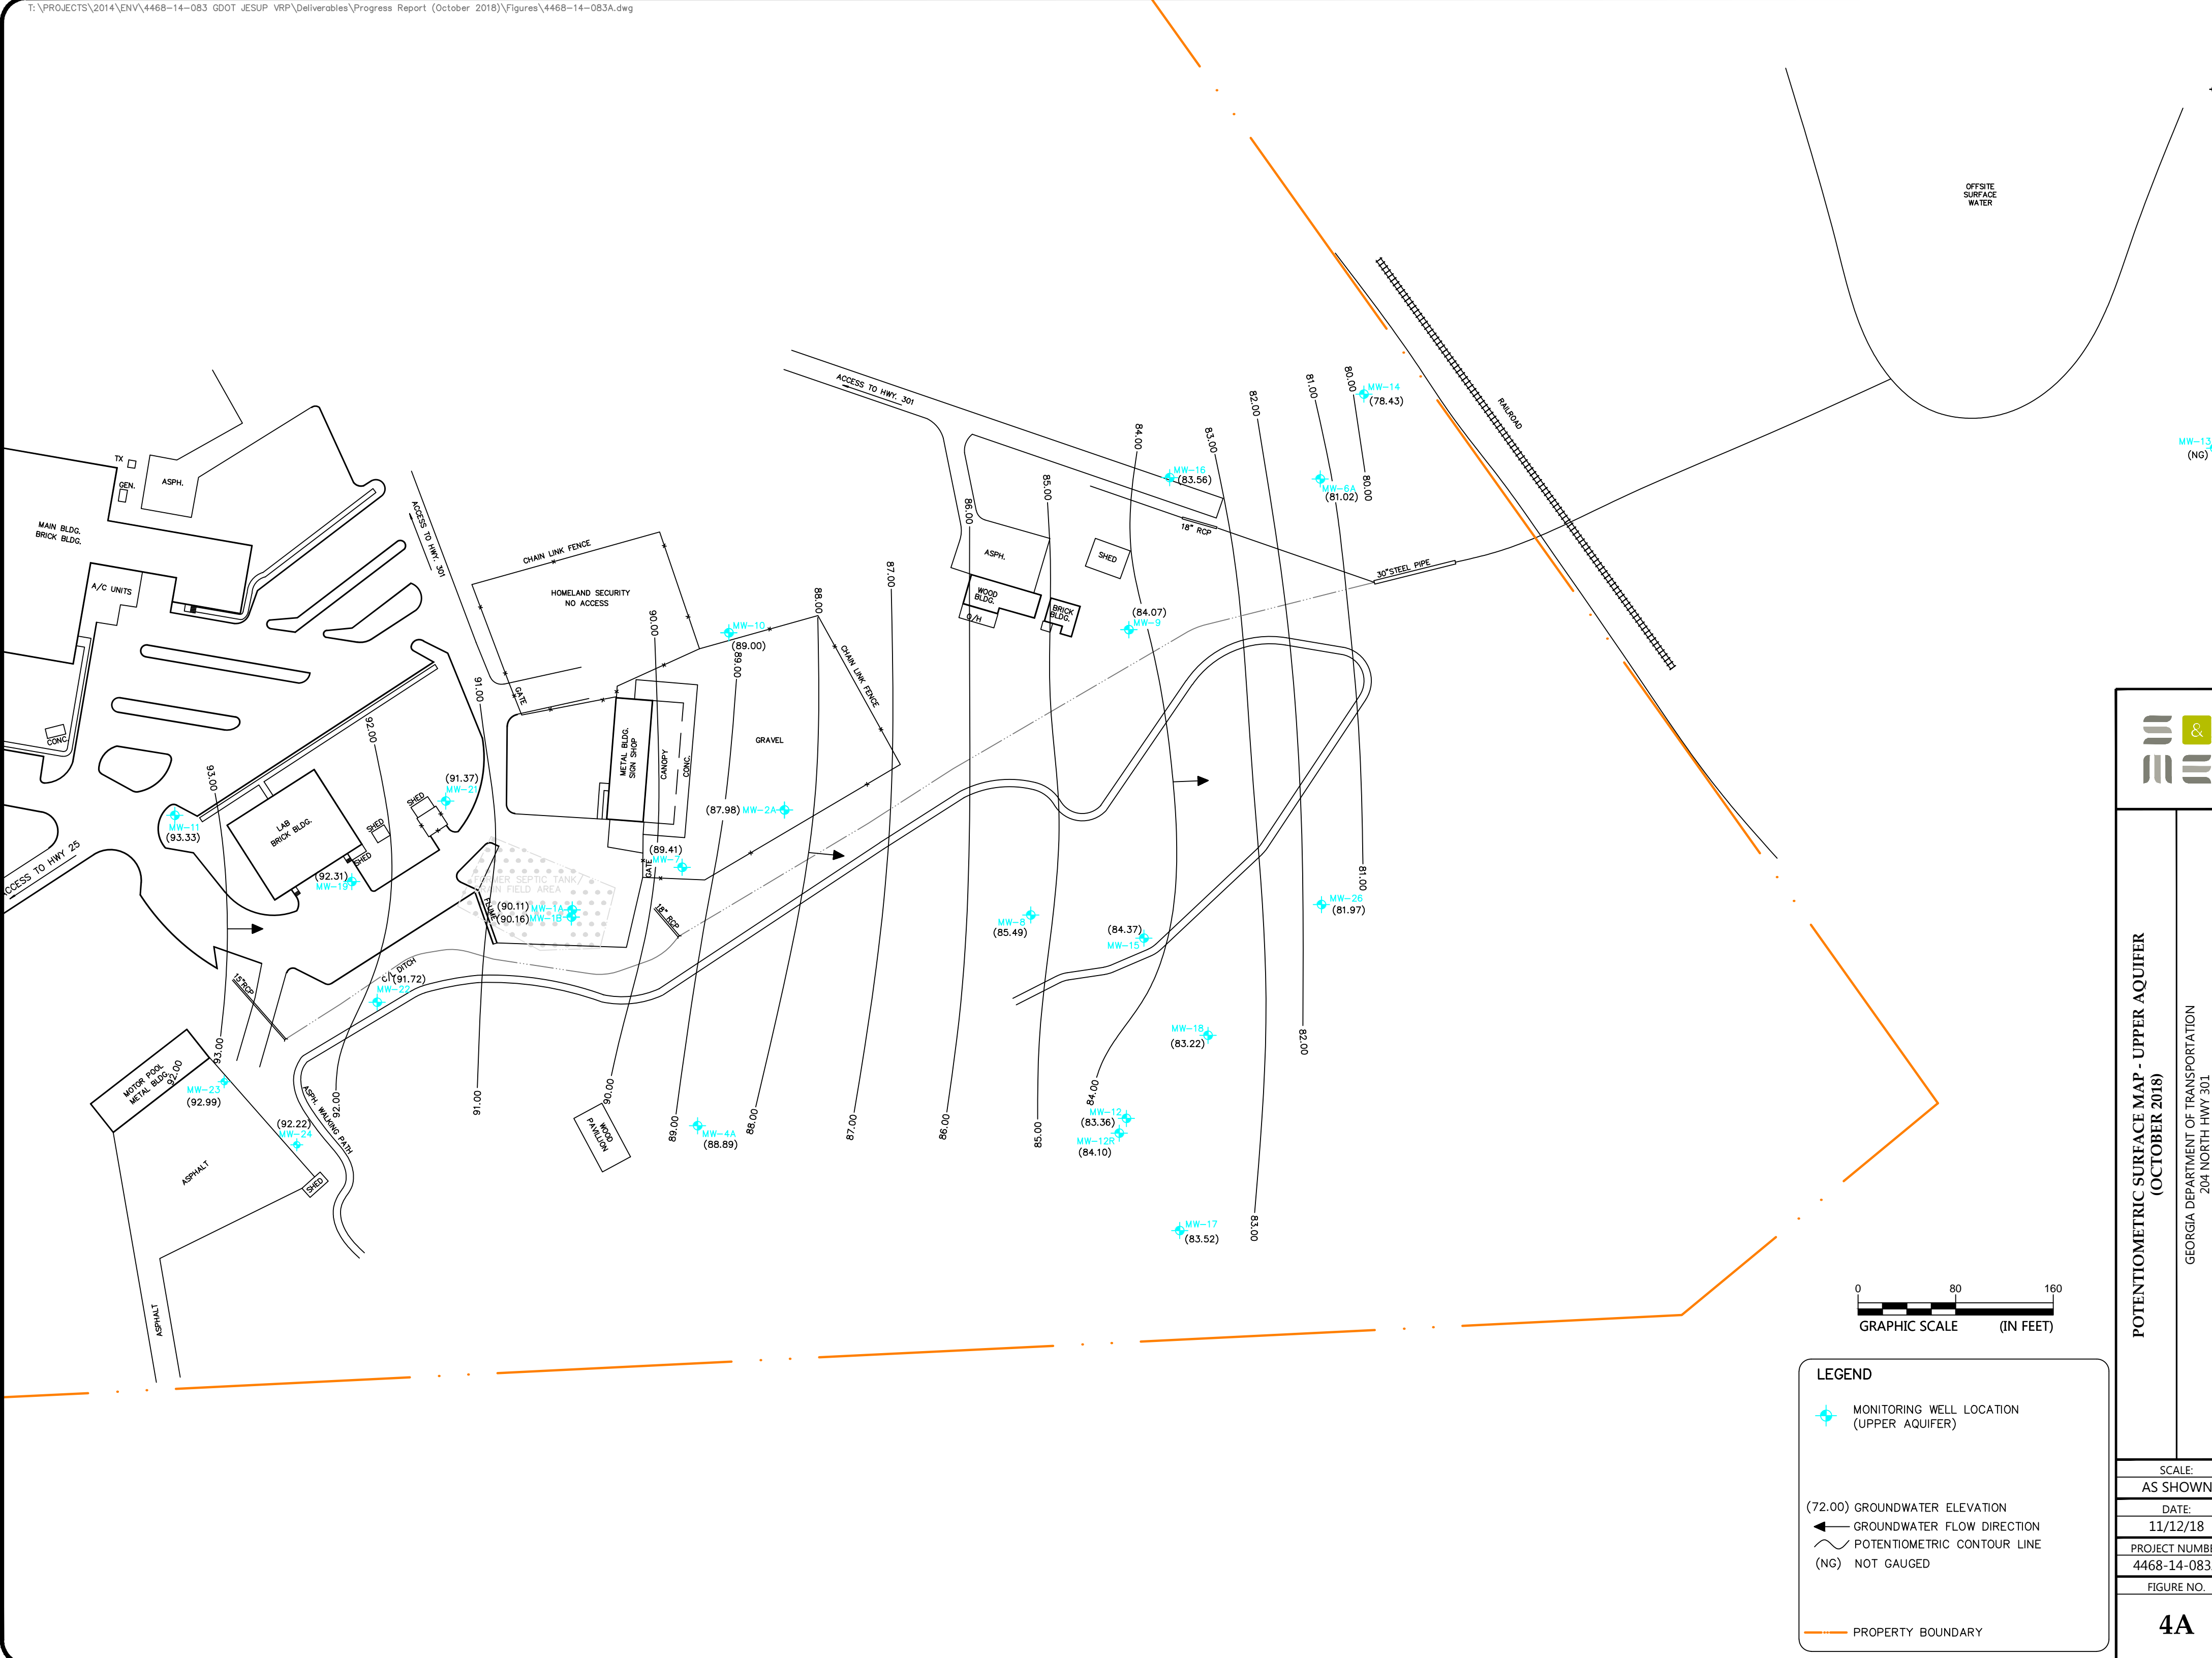 T:\PROJECTS\2014\ENV\4468-14-083 GDOT JESUP VRP\Deliverables\Progress Report (October 2018)\Figures\4468-14-083A.dwg
OFFSITE
SURFACE
WATER
RAILROAD
MW-13
(NG)
ACCESS TO HWY. 301
80.00
81.00
82.00
83.00
84.00
MW-14
(78.43)
MW-16
(83.56)
MW-6A
(81.02)
80.00
85.00
86.00
18" RCP
30"STEEL PIPE
ASPH.
SHED
WOOD
BLDG.
O/H
BRICK
BLDG.
(84.07)
MW-9
TX
GEN.
ASPH.
MAIN BLDG.
BRICK BLDG.
A/C UNITS
CONC.
ACCESS TO HWY. 301
CHAIN LINK FENCE
HOMELAND SECURITY
NO ACCESS
GATE
87.00
88.00
90.00
MW-10
(89.00)
89.00
CHAIN LINK FENCE
91.00
92.00
93.00
METAL BLDG.
SIGN SHOP
CANOPY
CONC.
GRAVEL
(87.98) MW-2A
(91.37)
MW-21
SHED
SHED
SHED
LAB
BRICK BLDG.
MW-11
(93.33)
ACCESS TO HWY 25
(92.31)
MW-19
(89.41)
MW-7
GATE
FORMER SEPTIC TANK/
DRAIN FIELD AREA
FLUME
(90.11) MW-1A
(90.16) MW-1B
18" RCP
C/L DITCH
(91.72)
MW-22
15"RCP
MW-8
(85.49)
(84.37)
MW-15
MW-26
(81.97)
81.00
82.00
MW-18
(83.22)
MOTOR POOL
METAL BLDG.
92.00
93.00
MW-23
(92.99)
(92.22)
MW-24
ASPH. WALKING PATH
92.00
91.00
90.00
89.00
88.00
87.00
86.00
85.00
84.00
83.00
WOOD
PAVILLION
MW-4A
(88.89)
MW-12
(83.36)
MW-12R
(84.10)
MW-17
(83.52)
ASPHALT
SHED
ASPHALT
0 80 160
GRAPHIC SCALE (IN FEET)
LEGEND
MONITORING WELL LOCATION
(UPPER AQUIFER)
(72.00) GROUNDWATER ELEVATION
GROUNDWATER FLOW DIRECTION
POTENTIOMETRIC CONTOUR LINE
(NG) NOT GAUGED
PROPERTY BOUNDARY
&
POTENTIOMETRIC SURFACE MAP - UPPER AQUIFER
(OCTOBER 2018)
GEORGIA DEPARTMENT OF TRANSPORTATION
204 NORTH HWY 301
SCALE:
AS SHOWN
DATE:
11/12/18
PROJECT NUMBE
4468-14-083
FIGURE NO.
4A